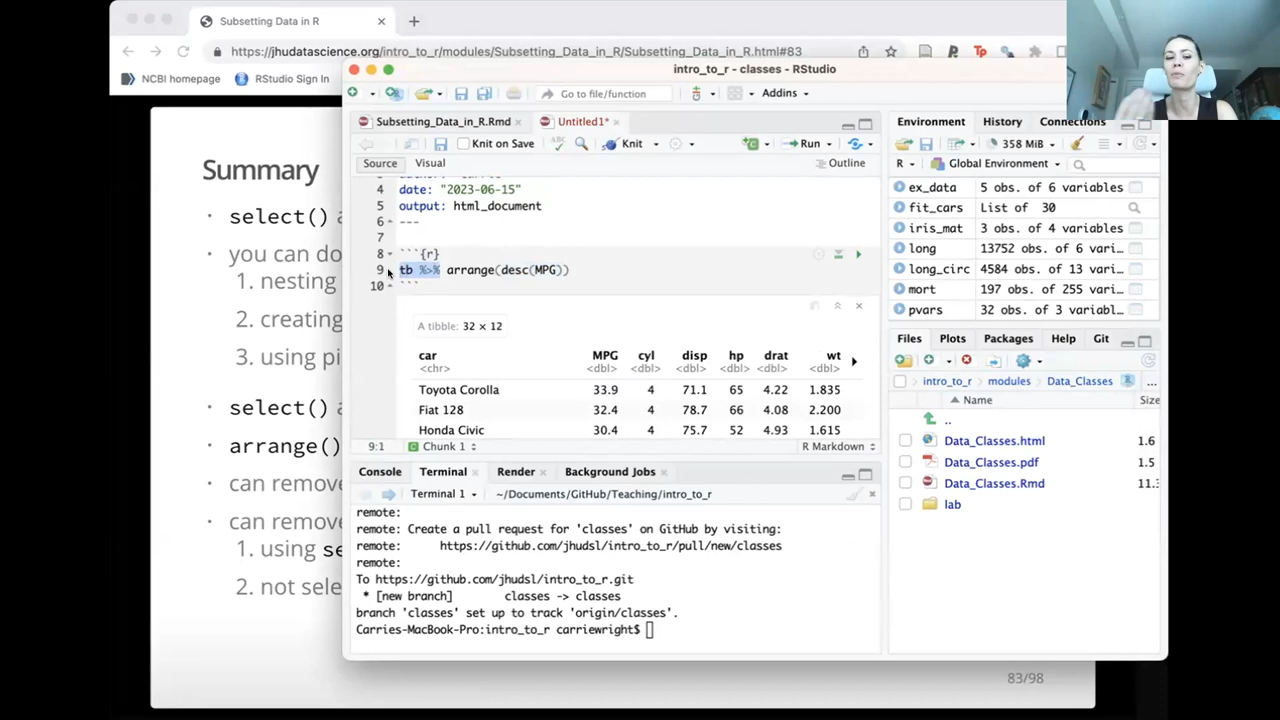 Subsetting Data in R
https://jhudatascience.org/intro_to_r/modules/Subsetting_Data_in_R/Subsetting_Data_in_R.html#83
NCBI homepage
RStudio Sign In
intro_to_r - classes - RStudio
Go to file/function
Addins
Subsetting_Data_in_R.Rmd
Untitled1*
Knit on Save
Knit
Run
Source
Visual
Outline
4 date: "2023-06-15"
5 output: html_document
6 ---
7
8 ```{r}
9 tb %>% arrange(desc(MPG))
10 ```
A tibble: 32 × 12
car MPG cyl disp hp drat wt
<chr> <dbl> <dbl> <dbl> <dbl> <dbl> <dbl>
Toyota Corolla 33.9 4 71.1 65 4.22 1.835
Fiat 128 32.4 4 78.7 66 4.08 2.200
Honda Civic 30.4 4 75.7 52 4.93 1.615
9:1 Chunk 1 R Markdown
Console
Terminal
Render
Background Jobs
Terminal 1 ~/Documents/GitHub/Teaching/intro_to_r
remote:
remote: Create a pull request for 'classes' on GitHub by visiting:
remote: https://github.com/jhudsl/intro_to_r/pull/new/classes
remote:
To https://github.com/jhudsl/intro_to_r.git
* [new branch] classes -> classes
branch 'classes' set up to track 'origin/classes'.
Carries-MacBook-Pro:intro_to_r carriewright$
Environment
History
Connections
358 MiB
R
Global Environment
ex_data 5 obs. of 6 variables
fit_cars List of 30
iris_mat 3 obs. of 4 variables
long 13752 obs. of 6 vari…
long_circ 4584 obs. of 13 varia…
mort 197 obs. of 255 vari…
pvars 32 obs. of 3 variabl…
Files
Plots
Packages
Help
Git
intro_to_r
modules
Data_Classes
...
Name
Size
..
Data_Classes.html 1.6
Data_Classes.pdf 1.5
Data_Classes.Rmd 11.
lab
Summary
select()
you can do
1. nesting
2. creating
3. using
select()
arrange()
can remove
can remove
1. using
2. not
83/98